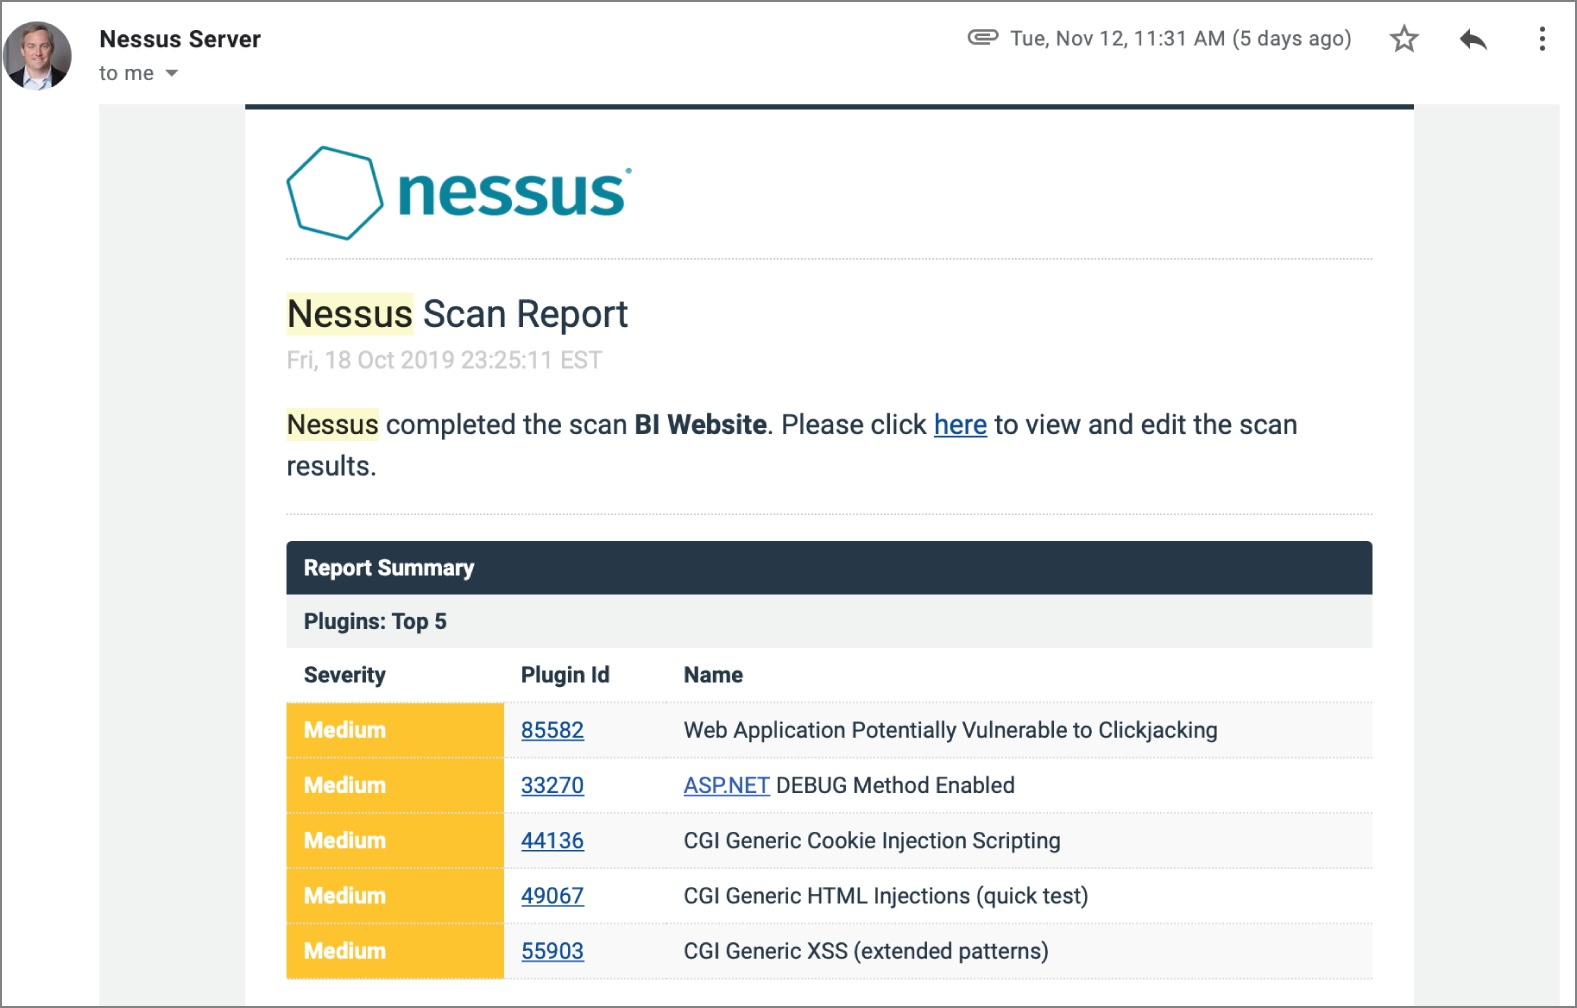 Nessus Server
Tue, Nov 12, 11:31 AM (5 days ago)
to me
nessus
Nessus Scan Report
Fri, 18 Oct 2019 23:25:11 EST
Nessus completed the scan BI Website. Please click here to view and edit the scan
results.
Report Summary
Plugins: Top 5
Severity Plugin Id Name
Medium 85582 Web Application Potentially Vulnerable to Clickjacking
Medium 33270 ASP.NET DEBUG Method Enabled
Medium 44136 CGI Generic Cookie Injection Scripting
Medium 49067 CGI Generic HTML Injections (quick test)
Medium 55903 CGI Generic XSS (extended patterns)